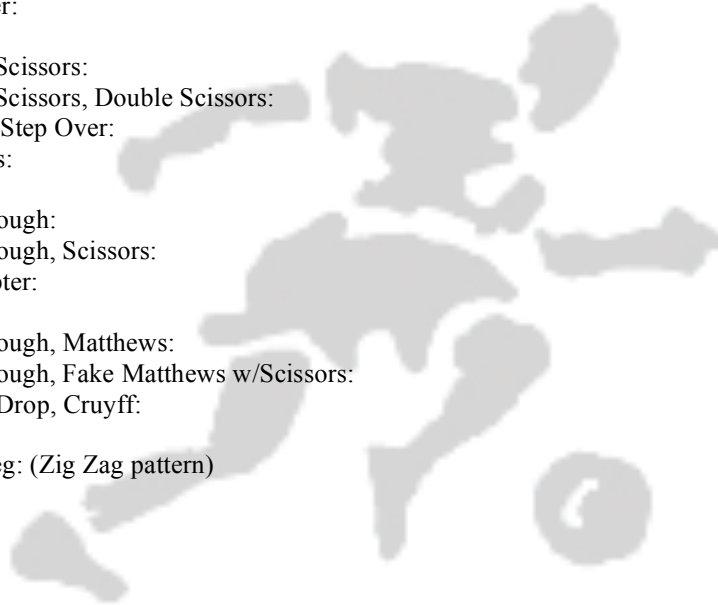 er:
Scissors:
Scissors, Double Scissors:
Step Over:
s:
ough:
ough, Scissors:
ter:
ough, Matthews:
ough, Fake Matthews w/Scissors:
Drop, Cruyff:
eg: (Zig Zag pattern)